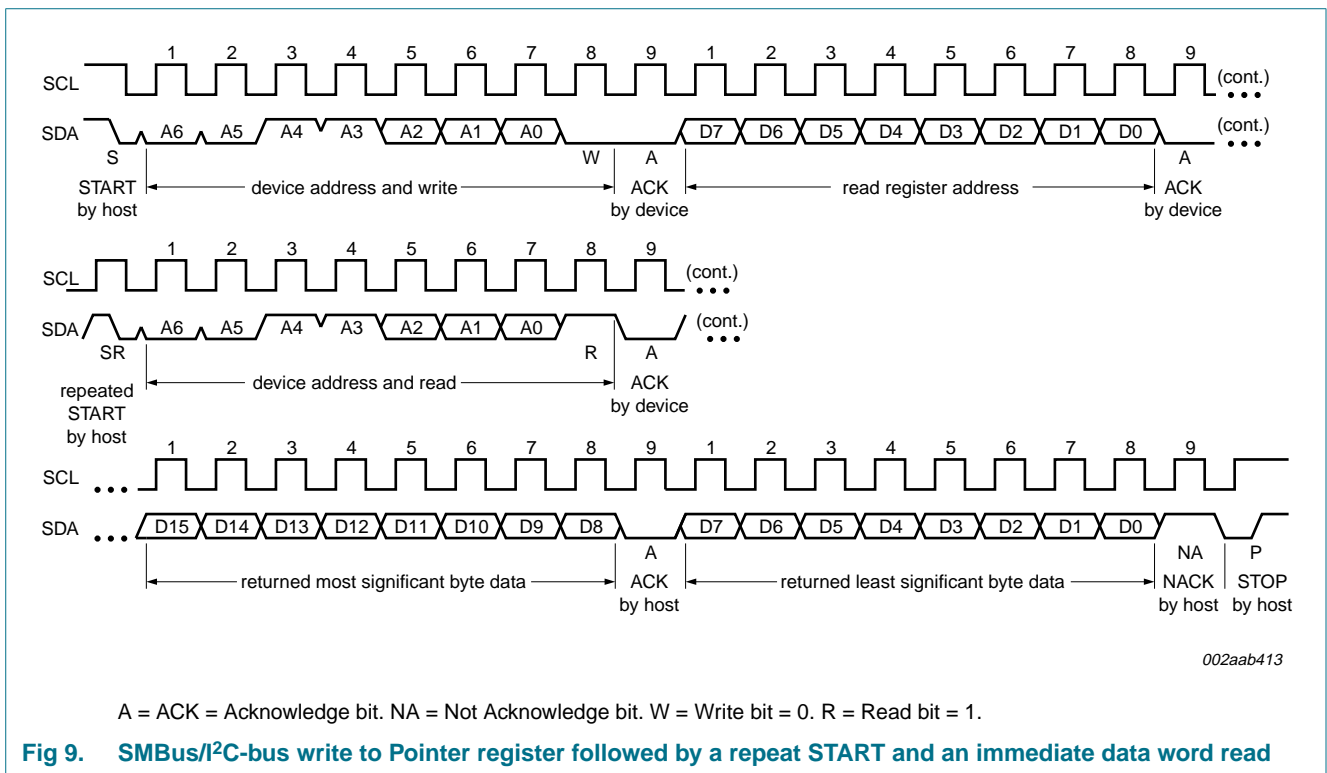 1 2 3 4 5 6 7 8 9 1 2 3 4 5 6 7 8 9
SCL (cont.)
SDA A6 A5 A4 A3 A2 A1 A0 D7 D6 D5 D4 D3 D2 D1 D0 (cont.)
S W A A
START device address and write ACK read register address ACK
by host by device by device
1 2 3 4 5 6 7 8 9
SCL (cont.)
SDA A6 A5 A4 A3 A2 A1 A0 (cont.)
SR R A
repeated device address and read ACK
START by device
by host
1 2 3 4 5 6 7 8 9 1 2 3 4 5 6 7 8 9
SCL
SDA D15 D14 D13 D12 D11 D10 D9 D8 D7 D6 D5 D4 D3 D2 D1 D0
A NA P
returned most significant byte data ACK returned least significant byte data NACK STOP
by host by host by host
002aab413
A = ACK = Acknowledge bit. NA = Not Acknowledge bit. W = Write bit = 0. R = Read bit = 1.
Fig 9. SMBus/I²C-bus write to Pointer register followed by a repeat START and an immediate data word read